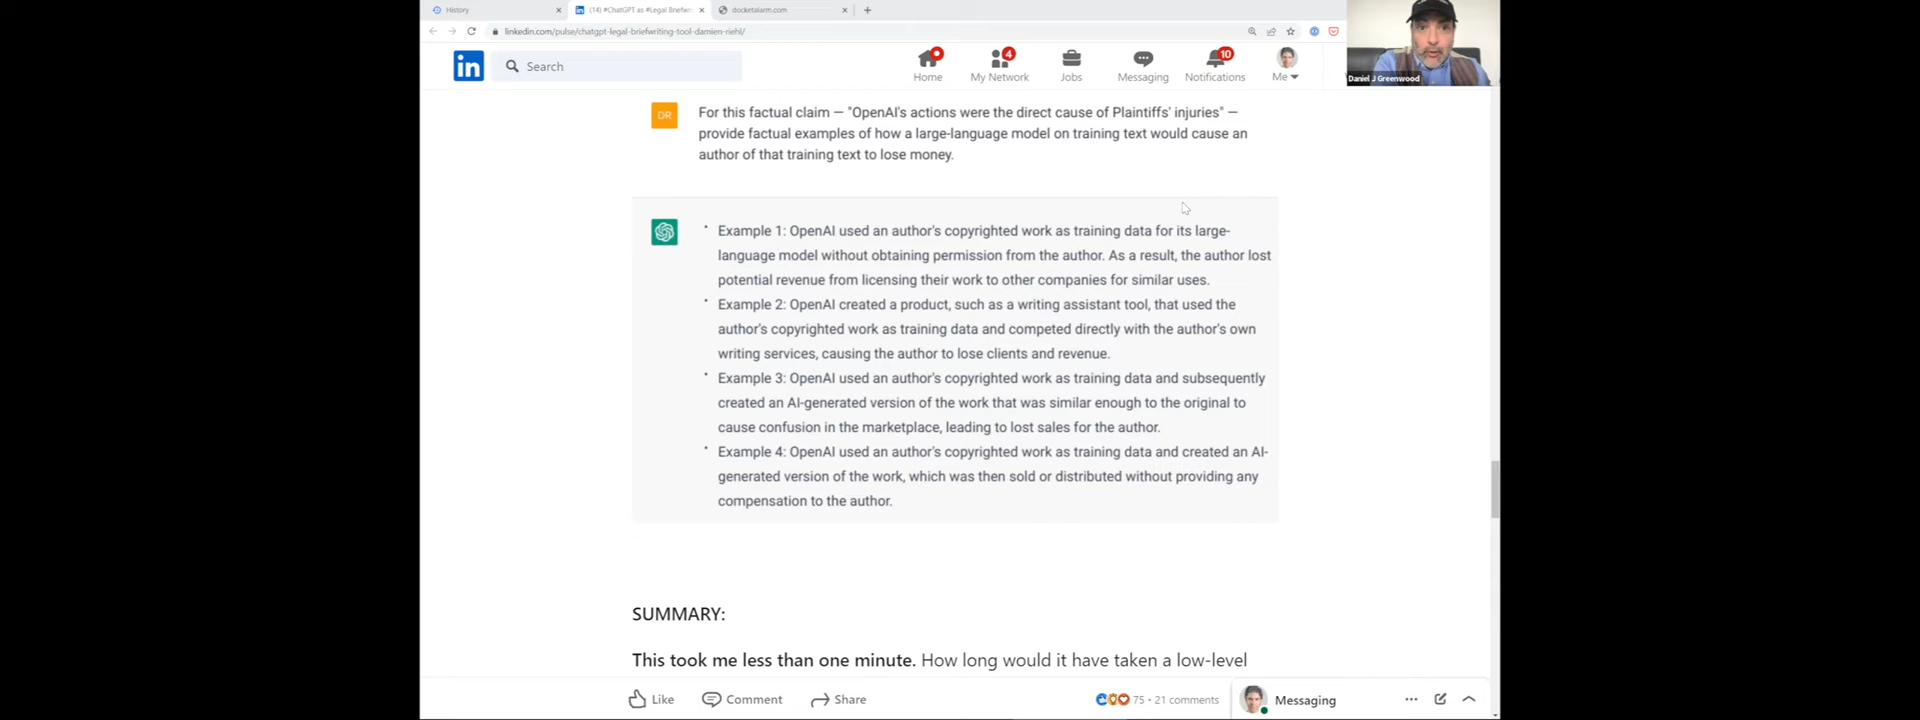 History
(14) #ChatGPT as #Legal Briefwri
docketalarm.com
linkedin.com/pulse/chatgpt-legal-briefwriting-tool-damien-riehl/
in
Search
4
10
Home
My Network
Jobs
Messaging
Notifications
Me
Daniel J Greenwood
DR
For this factual claim — "OpenAI's actions were the direct cause of Plaintiffs' injuries" —
provide factual examples of how a large-language model on training text would cause an
author of that training text to lose money.
• Example 1: OpenAI used an author's copyrighted work as training data for its large-
language model without obtaining permission from the author. As a result, the author lost
potential revenue from licensing their work to other companies for similar uses.
• Example 2: OpenAI created a product, such as a writing assistant tool, that used the
author's copyrighted work as training data and competed directly with the author's own
writing services, causing the author to lose clients and revenue.
• Example 3: OpenAI used an author's copyrighted work as training data and subsequently
created an AI-generated version of the work that was similar enough to the original to
cause confusion in the marketplace, leading to lost sales for the author.
• Example 4: OpenAI used an author's copyrighted work as training data and created an AI-
generated version of the work, which was then sold or distributed without providing any
compensation to the author.
SUMMARY:
This took me less than one minute. How long would it have taken a low-level
Like
Comment
Share
75 · 21 comments
Messaging